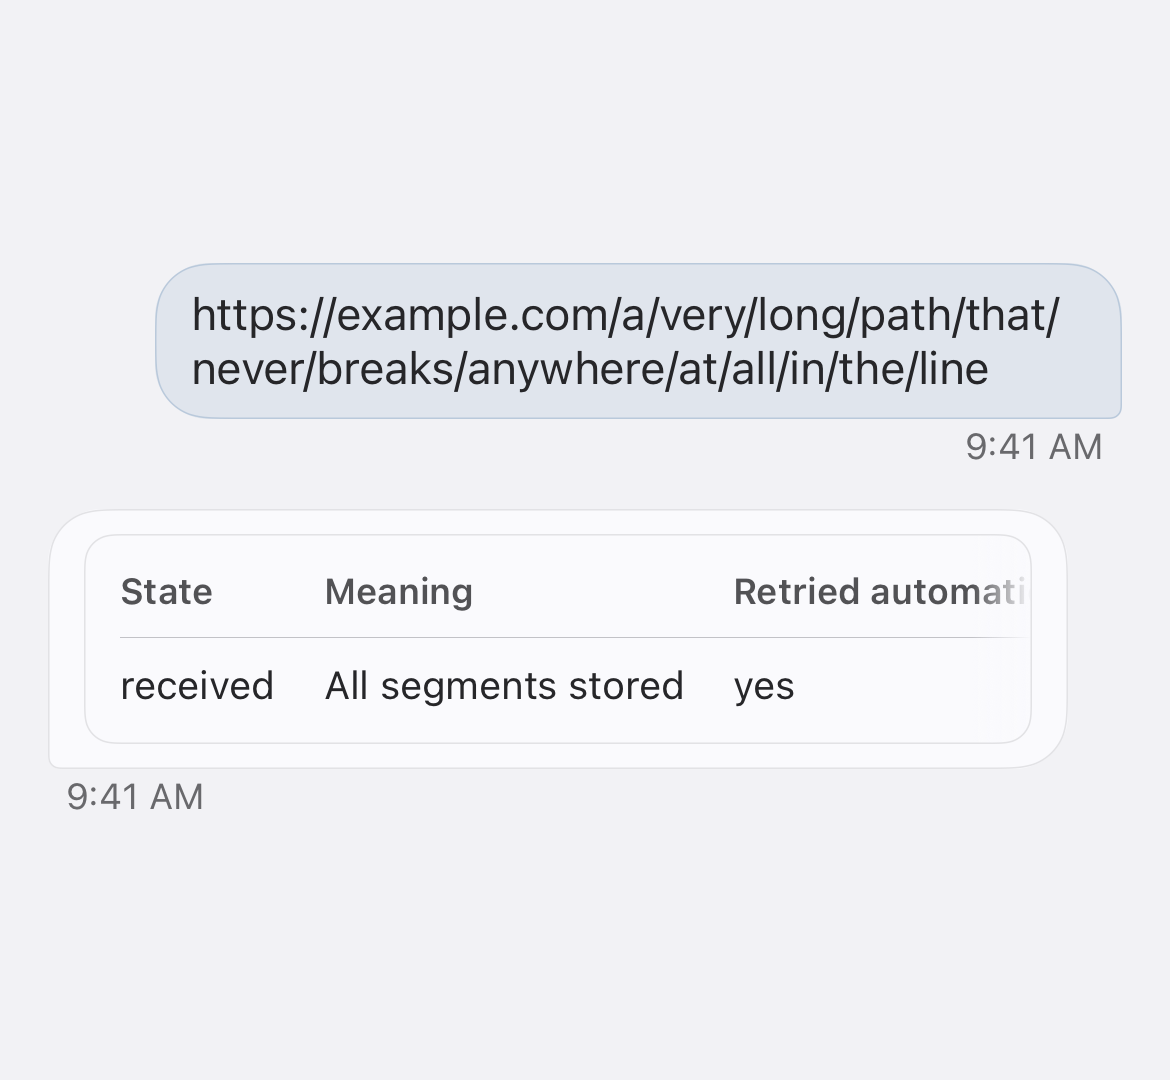 https://example.com/a/very/long/path/that/
never/breaks/anywhere/at/all/in/the/line
9:41 AM
State Meaning Retried
received All segments stored yes
9:41 AM